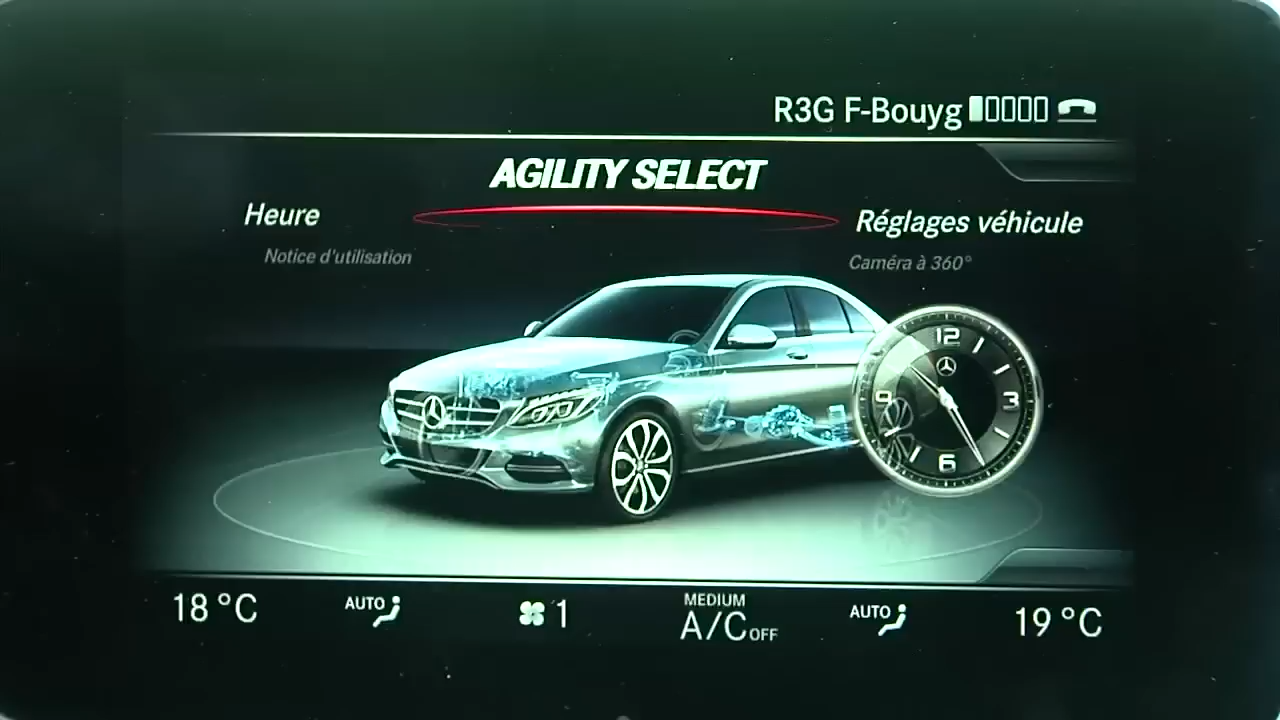 R3G F-Bouyg
AGILITY SELECT
Heure
Réglages véhicule
Notice d'utilisation
Caméra à 360°
12
9
3
6
18 °C
AUTO
1
MEDIUM
A/C OFF
AUTO
19 °C